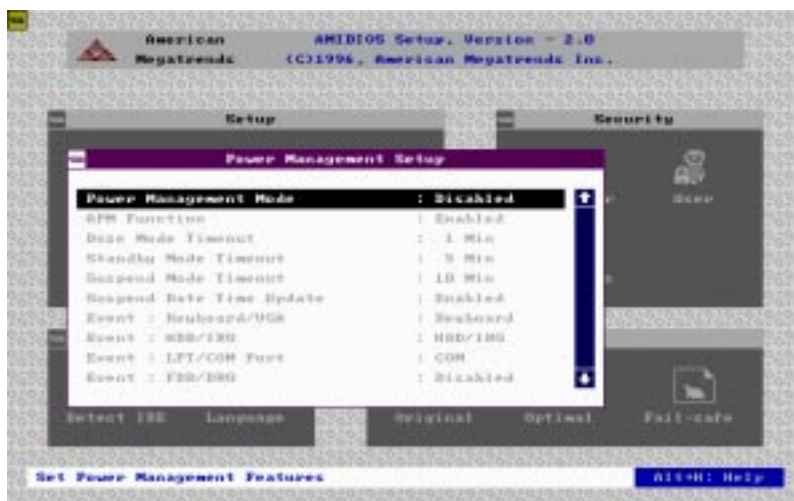 American Megatrends
AMIBIOS Setup, Version - 2.0
(C)1996, American Megatrends Inc.
Setup
Security
Power Management Setup
Power Management Mode : Disabled
APM Function : Enabled
Doze Mode Timeout : 1 Min
Standby Mode Timeout : 5 Min
Suspend Mode Timeout : 10 Min
Suspend Date Time Update : Enabled
Event : Keyboard/VGA : Keyboard
Event : HDD/IRQ : HDD/IRQ
Event : LPT/COM Port : COM
Event : FDD/DRQ : Disabled
User
Detect IDE
Language
Original
Optimal
Fail-safe
Set Power Management Features
Alt+H: Help